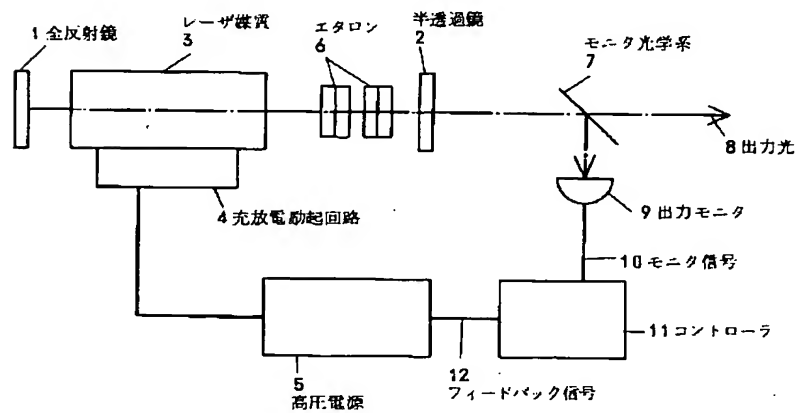 1 全反射鏡
レーザ媒質
3
エタロン
6
半透過鏡
2
モニタ光学系
7
8 出力光
4 充放電励起回路
9 出力モニタ
10 モニタ信号
11 コントローラ
5
高圧電源
12
フィードバック信号